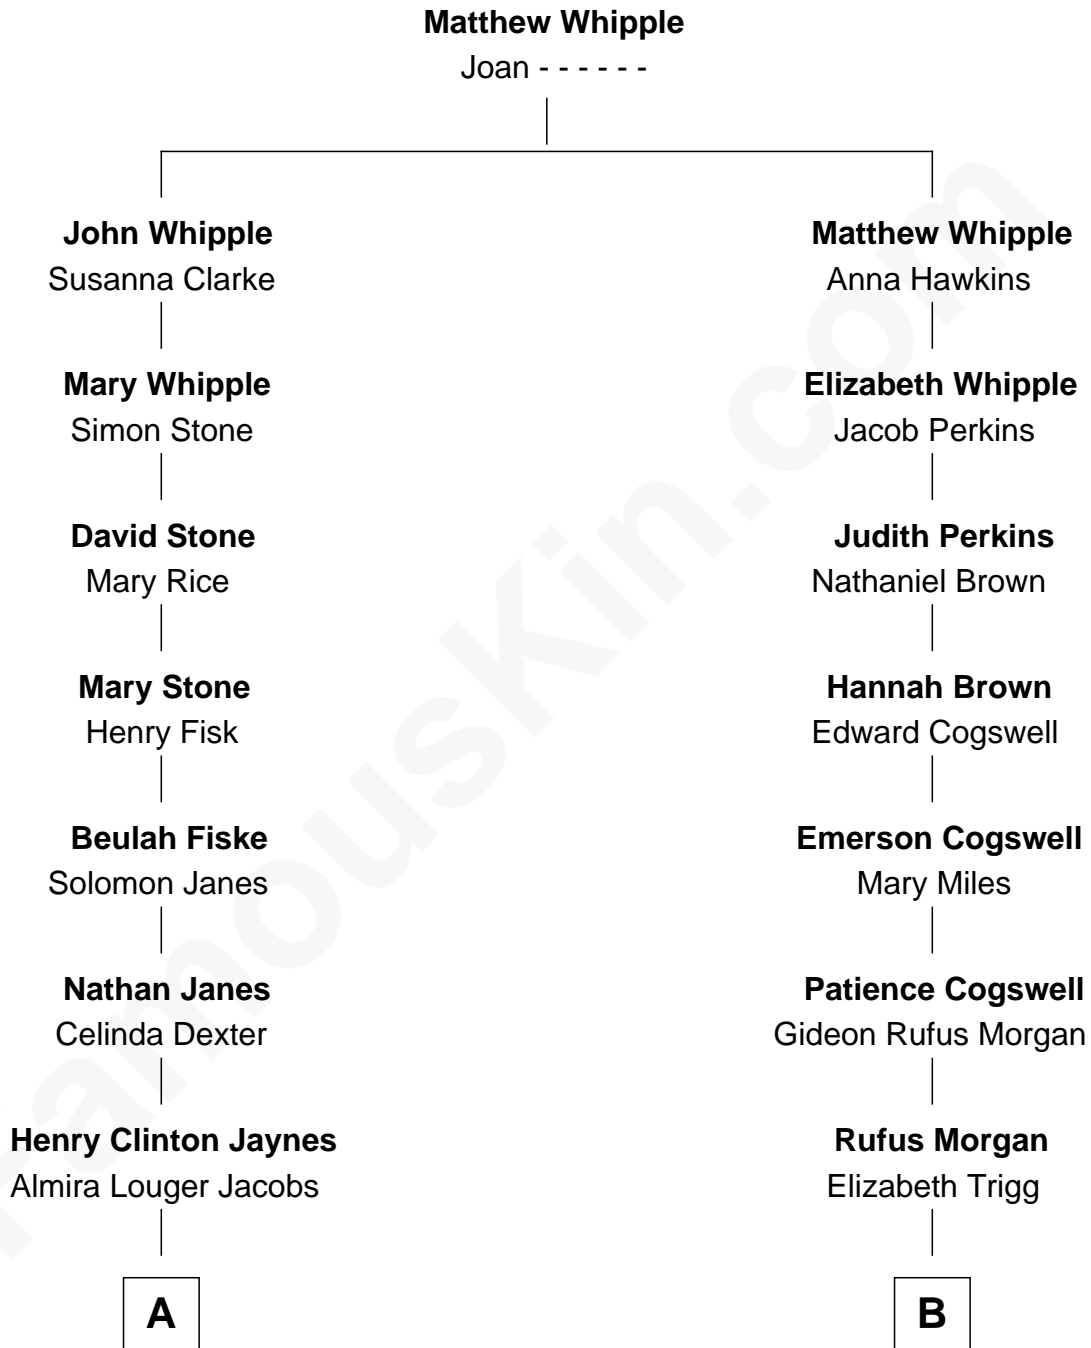 Matthew Whipple
Joan - - - - - -
John Whipple
Susanna Clarke
Matthew Whipple
Anna Hawkins
Mary Whipple
Simon Stone
Elizabeth Whipple
Jacob Perkins
David Stone
Mary Rice
Judith Perkins
Nathaniel Brown
Mary Stone
Henry Fisk
Hannah Brown
Edward Cogswell
Beulah Fiske
Solomon Janes
Emerson Cogswell
Mary Miles
Nathan Janes
Celinda Dexter
Patience Cogswell
Gideon Rufus Morgan
Henry Clinton Jaynes
Almira Louger Jacobs
Rufus Morgan
Elizabeth Trigg
A
B
FamousKin.com